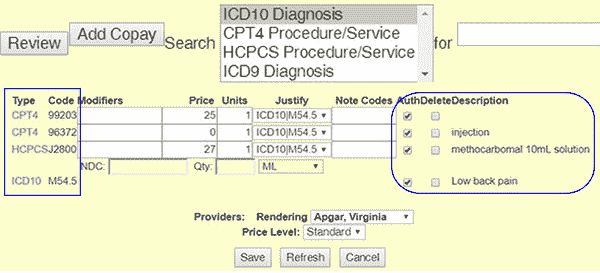 ICD10 Diagnosis
CPT4 Procedure/Service
HCPCS Procedure/Service
ICD9 Diagnosis
Review Add Copay Search for
Type Code Modifiers Price Units Justify Note Codes Auth Delete Description
CPT4 99203 25 1 ICD10|M54.5
CPT4 96372 0 1 ICD10|M54.5 injection
HCPCS J2800 27 1 ICD10|M54.5 methocarbomal 10mL solution
NDC: Qty: ML
ICD10 M54.5 Low back pain
Providers: Rendering Apgar, Virginia
Price Level: Standard
Save Refresh Cancel